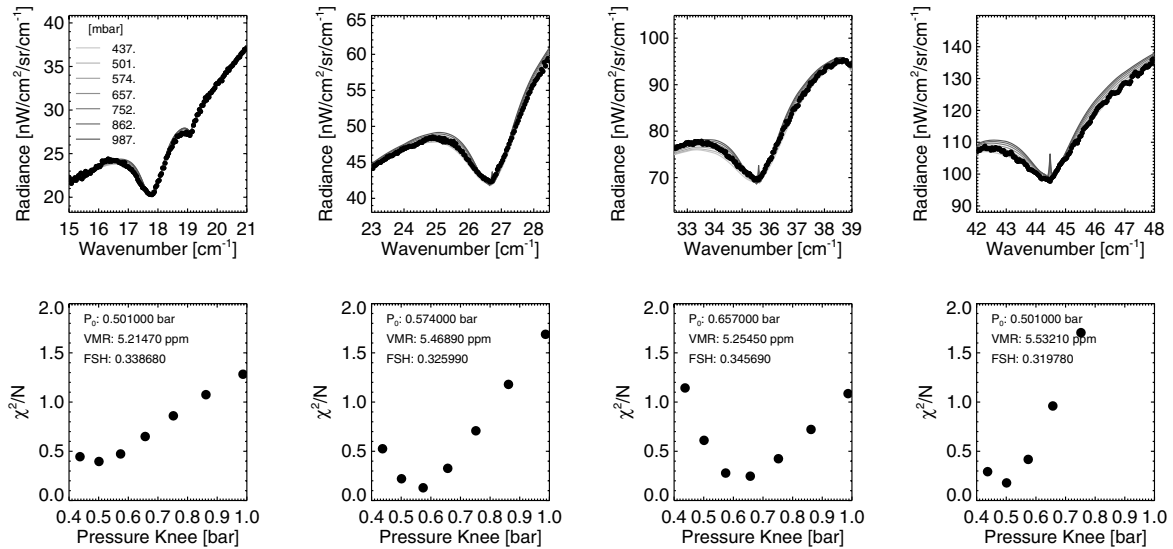 Radiance [nW/cm²/sr/cm⁻¹]
40
35
30
25
20
[mbar]
437.
501.
574.
657.
752.
862.
987.
15 16 17 18 19 20 21
Wavenumber [cm⁻¹]
Radiance [nW/cm²/sr/cm⁻¹]
65
60
55
50
45
40
23 24 25 26 27 28
Wavenumber [cm⁻¹]
Radiance [nW/cm²/sr/cm⁻¹]
100
90
80
70
33 34 35 36 37 38 39
Wavenumber [cm⁻¹]
Radiance [nW/cm²/sr/cm⁻¹]
140
130
120
110
100
90
42 43 44 45 46 47 48
Wavenumber [cm⁻¹]
χ²/N
2.0
1.5
1.0
0.5
0.0
P₀: 0.501000 bar
VMR: 5.21470 ppm
FSH: 0.338680
0.4 0.5 0.6 0.7 0.8 0.9 1.0
Pressure Knee [bar]
χ²/N
2.0
1.5
1.0
0.5
0.0
P₀: 0.574000 bar
VMR: 5.46890 ppm
FSH: 0.325990
0.4 0.5 0.6 0.7 0.8 0.9 1.0
Pressure Knee [bar]
χ²/N
2.0
1.5
1.0
0.5
0.0
P₀: 0.657000 bar
VMR: 5.25450 ppm
FSH: 0.345690
0.4 0.5 0.6 0.7 0.8 0.9 1.0
Pressure Knee [bar]
χ²/N
2.0
1.5
1.0
0.5
0.0
P₀: 0.501000 bar
VMR: 5.53210 ppm
FSH: 0.319780
0.4 0.5 0.6 0.7 0.8 0.9 1.0
Pressure Knee [bar]